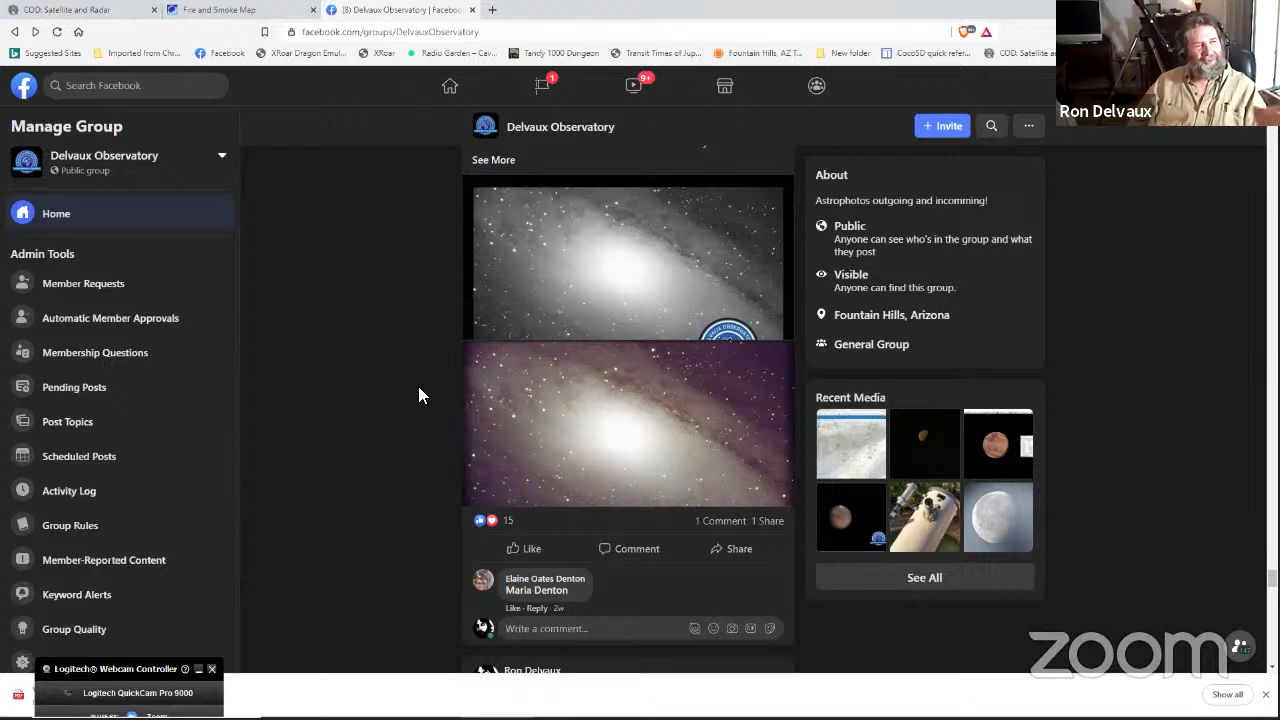 COD: Satellite and Radar
Fire and Smoke Map
(8) Delvaux Observatory | Faceboo
facebook.com/groups/DelvauxObservatory
Suggested Sites
Imported From Chr...
Facebook
XRoar Dragon Emul...
XRoar
Radio Garden – Cav...
Tandy 1000 Dungeon
Transit Times of Jup...
Fountain Hills, AZ T...
New folder
CocoSD quick refer...
COD: Satellite an
Search Facebook
1
9+
Ron Delvaux
Manage Group
Delvaux Observatory
Public group
Home
Admin Tools
Member Requests
Automatic Member Approvals
Membership Questions
Pending Posts
Post Topics
Scheduled Posts
Activity Log
Group Rules
Member-Reported Content
Keyword Alerts
Group Quality
Delvaux Observatory
+ Invite
See More
15
1 Comment 1 Share
Like
Comment
Share
Elaine Oates Denton
Maria Denton
Like · Reply · 2w
Write a comment...
Ron Delvaux
About
Astrophotos outgoing and incomming!
Public
Anyone can see who's in the group and what
they post
Visible
Anyone can find this group.
Fountain Hills, Arizona
General Group
Recent Media
See All
zoom
147
Logitech® Webcam Controller
Logitech QuickCam Pro 9000
Zoom
PDF
Show all